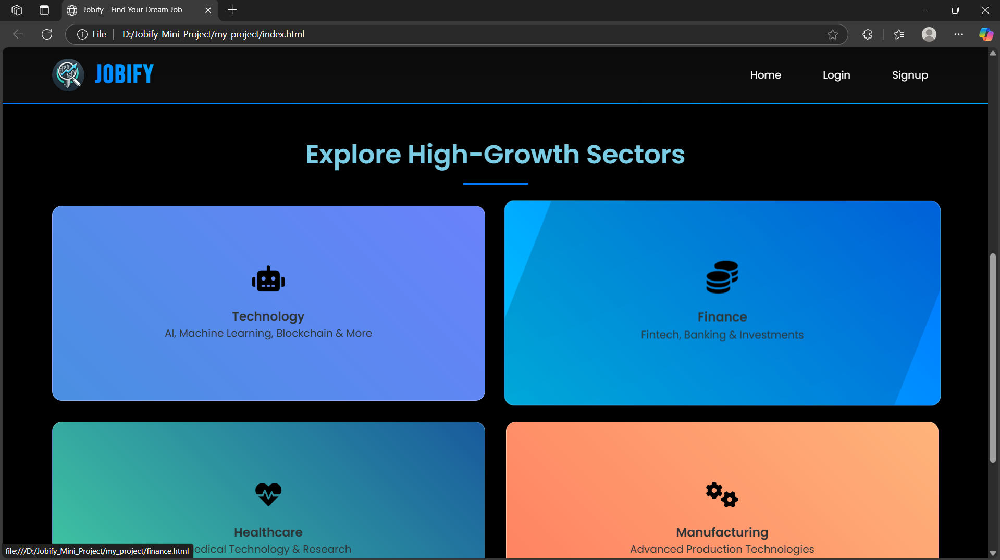 Jobify - Find Your Dream Job
File
D:/Jobify_Mini_Project/my_project/index.html
JOBIFY
Home
Login
Signup
Explore High-Growth Sectors
Technology
AI, Machine Learning, Blockchain & More
Finance
Fintech, Banking & Investments
Healthcare
Technology & Research
Manufacturing
Advanced Production Technologies
file:///D:/Jobify_Mini_Project/my_project/finance.html